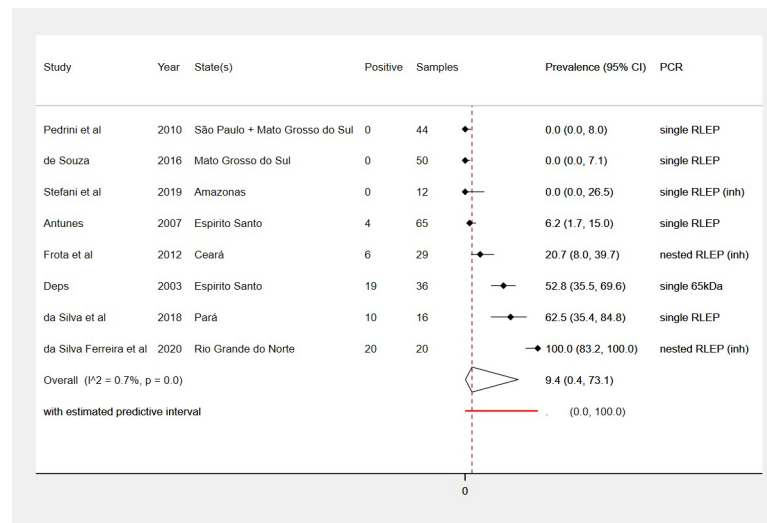 Study Year State(s) Positive Samples Prevalence (95% CI) PCR
Pedrini et al 2010 São Paulo + Mato Grosso do Sul 0 44 0.0 (0.0, 8.0) single RLEP
de Souza 2016 Mato Grosso do Sul 0 50 0.0 (0.0, 7.1) single RLEP
Stefani et al 2019 Amazonas 0 12 0.0 (0.0, 26.5) single RLEP (inh)
Antunes 2007 Espirito Santo 4 65 6.2 (1.7, 15.0) single RLEP
Frota et al 2012 Ceará 6 29 20.7 (8.0, 39.7) nested RLEP (inh)
Deps 2003 Espirito Santo 19 36 52.8 (35.5, 69.6) single 65kDa
da Silva et al 2018 Pará 10 16 62.5 (35.4, 84.8) single RLEP
da Silva Ferreira et al 2020 Rio Grande do Norte 20 20 100.0 (83.2, 100.0) nested RLEP (inh)
Overall (I^2 = 0.7%, p = 0.0) 9.4 (0.4, 73.1)
with estimated predictive interval . (0.0, 100.0)
0